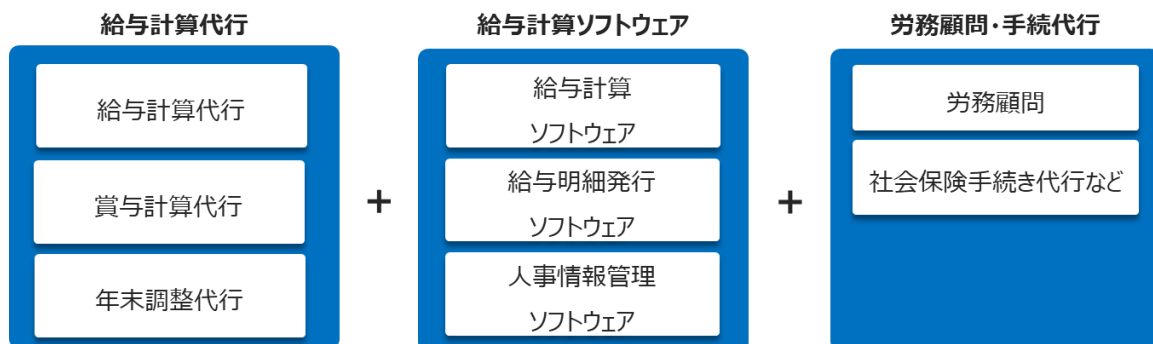 給与計算代行
給与計算代行
賞与計算代行
年末調整代行
+
給与計算ソフトウェア
給与計算
ソフトウェア
給与明細発行
ソフトウェア
人事情報管理
ソフトウェア
+
労務顧問・手続代行
労務顧問
社会保険手続き代行など